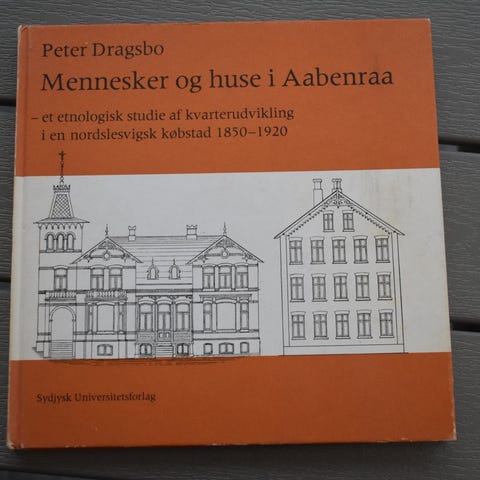 Peter Dragsbo
Mennesker og huse i Aabenraa
– et etnologisk studie af kvarterudvikling
i en nordslesvigsk købstad 1850–1920
Sydjysk Universitetsforlag